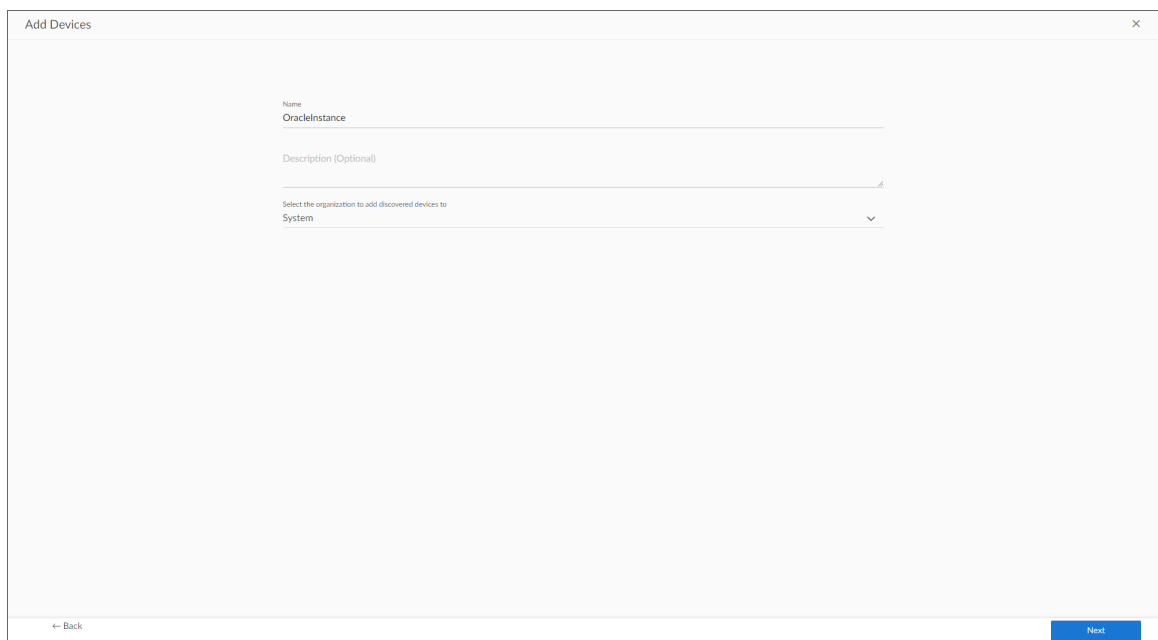 Add Devices
Name
OracleInstance
Description (Optional)
Select the organization to add discovered devices to
System
← Back
Next